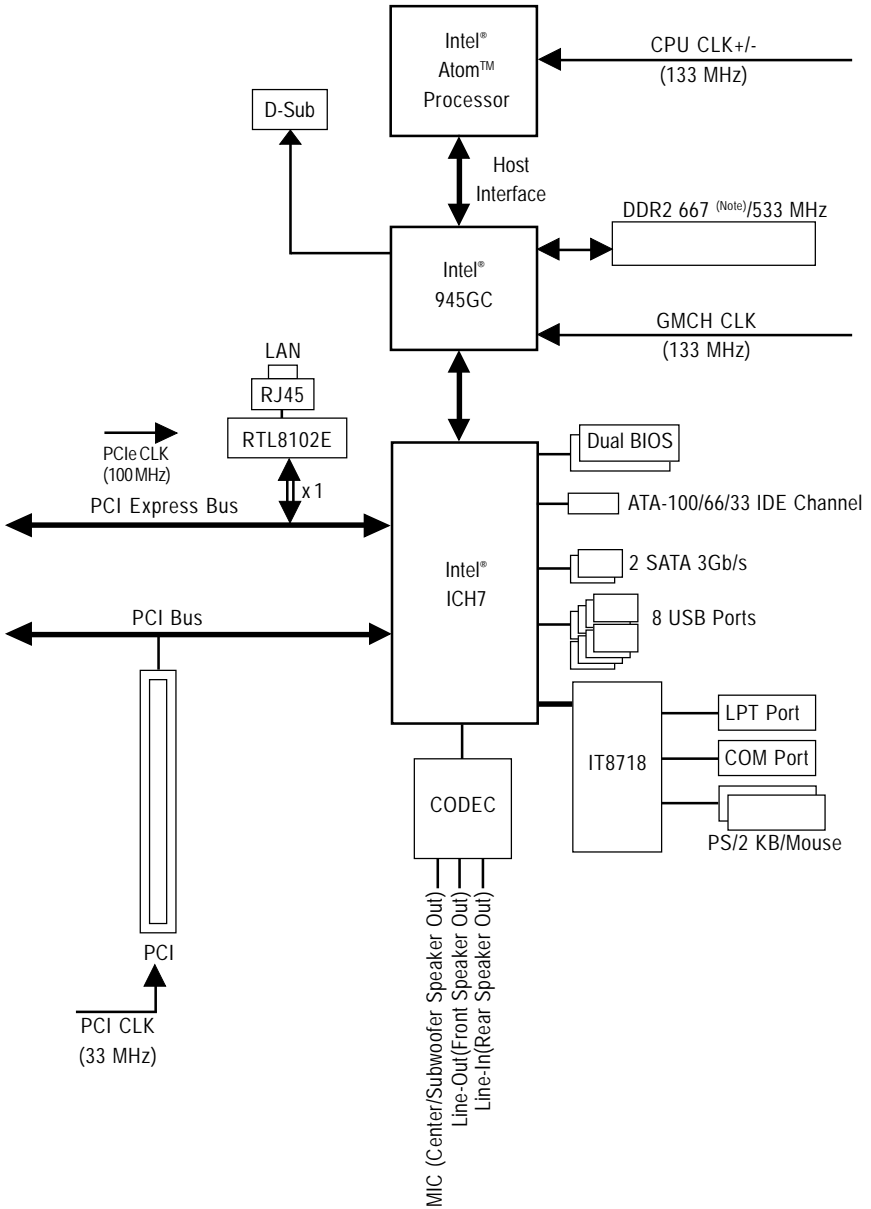 Intel®
Atom™
Processor
CPU CLK+/-
(133 MHz)
D-Sub
Host
Interface
DDR2 667 (Note)/533 MHz
Intel®
945GC
GMCH CLK
(133 MHz)
LAN
RJ45
RTL8102E
PCIe CLK
(100 MHz)
x 1
PCI Express Bus
Dual BIOS
ATA-100/66/33 IDE Channel
Intel®
ICH7
2 SATA 3Gb/s
8 USB Ports
PCI Bus
IT8718
LPT Port
COM Port
PS/2 KB/Mouse
CODEC
MIC (Center/Subwoofer Speaker Out)
Line-Out(Front Speaker Out)
Line-In(Rear Speaker Out)
PCI
PCI CLK
(33 MHz)